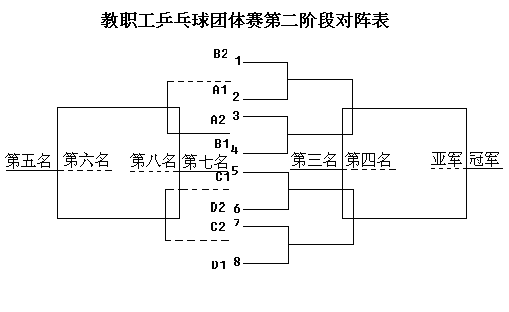 教职工乒乓球团体赛第二阶段对阵表
B2 1
A1 2
A2 3
B1 4
第五名 第六名 第八名 第七名 第三名 第四名 亚军 冠军
C1 5
D2 6
C2 7
D1 8